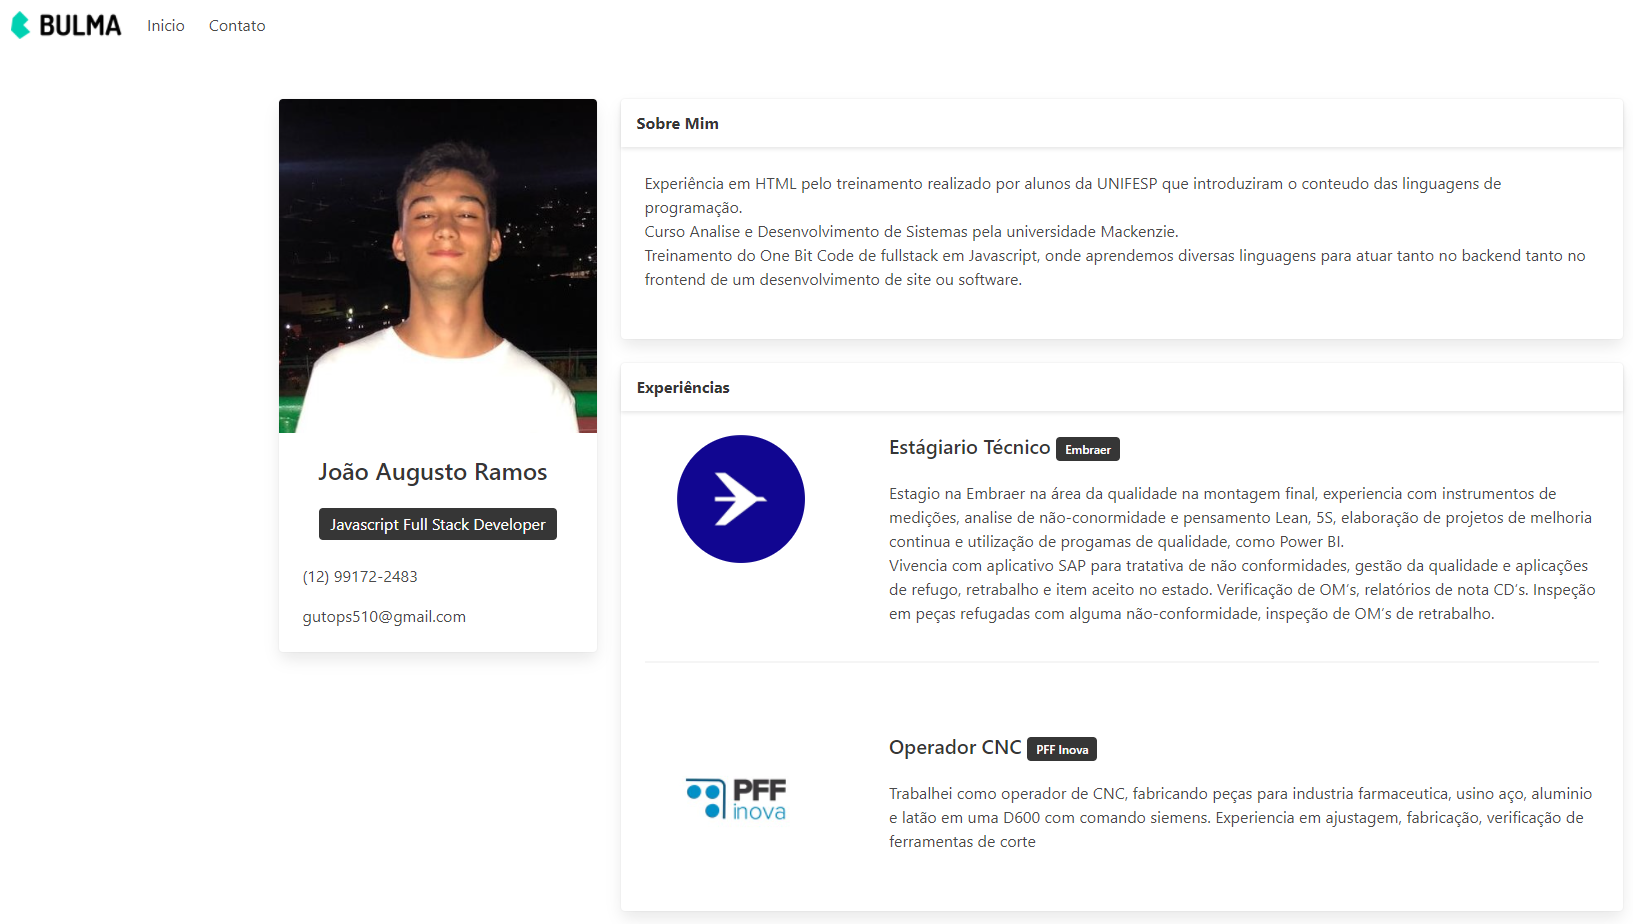 BULMA Inicio Contato
João Augusto Ramos
Javascript Full Stack Developer
(12) 99172-2483
gutops510@gmail.com
Sobre Mim
Experiência em HTML pelo treinamento realizado por alunos da UNIFESP que introduziram o conteudo das linguagens de
programação.
Curso Analise e Desenvolvimento de Sistemas pela universidade Mackenzie.
Treinamento do One Bit Code de fullstack em Javascript, onde aprendemos diversas linguagens para atuar tanto no backend tanto no
frontend de um desenvolvimento de site ou software.
Experiências
Estágiario Técnico Embraer
Estagio na Embraer na área da qualidade na montagem final, experiencia com instrumentos de
medições, analise de não-conormidade e pensamento Lean, 5S, elaboração de projetos de melhoria
continua e utilização de progamas de qualidade, como Power BI.
Vivencia com aplicativo SAP para tratativa de não conformidades, gestão da qualidade e aplicações
de refugo, retrabalho e item aceito no estado. Verificação de OM's, relatórios de nota CD's. Inspeção
em peças refugadas com alguma não-conformidade, inspeção de OM's de retrabalho.
PFF
inova
Operador CNC PFF Inova
Trabalhei como operador de CNC, fabricando peças para industria farmaceutica, usino aço, aluminio
e latão em uma D600 com comando siemens. Experiencia em ajustagem, fabricação, verificação de
ferramentas de corte